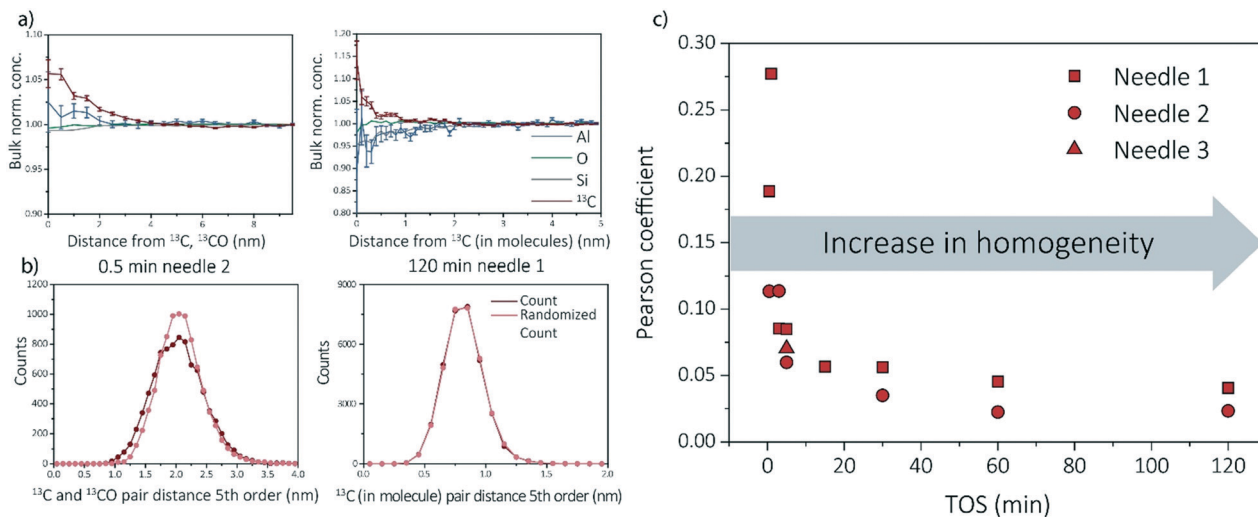 a)
Bulk norm. conc.
1.10
1.05
1.00
0.95
0.90
0
2
4
6
8
Distance from ¹³C, ¹³CO (nm)
Bulk norm. conc.
1.20
1.15
1.10
1.05
1.00
0.95
0.90
0.85
0.80
Al
O
Si
¹³C
0
1
2
3
4
5
Distance from ¹³C (in molecules) (nm)
b)
0.5 min needle 2
Counts
1200
1000
800
600
400
200
0
0.0
0.5
1.0
1.5
2.0
2.5
3.0
3.5
4.0
¹³C and ¹³CO pair distance 5th order (nm)
120 min needle 1
Counts
9000
6000
3000
0
Count
Randomized
Count
0.0
0.5
1.0
1.5
2.0
¹³C (in molecule) pair distance 5th order (nm)
c)
Pearson coefficient
0.30
0.25
0.20
0.15
0.10
0.05
0.00
Needle 1
Needle 2
Needle 3
Increase in homogeneity
0
20
40
60
80
100
120
TOS (min)